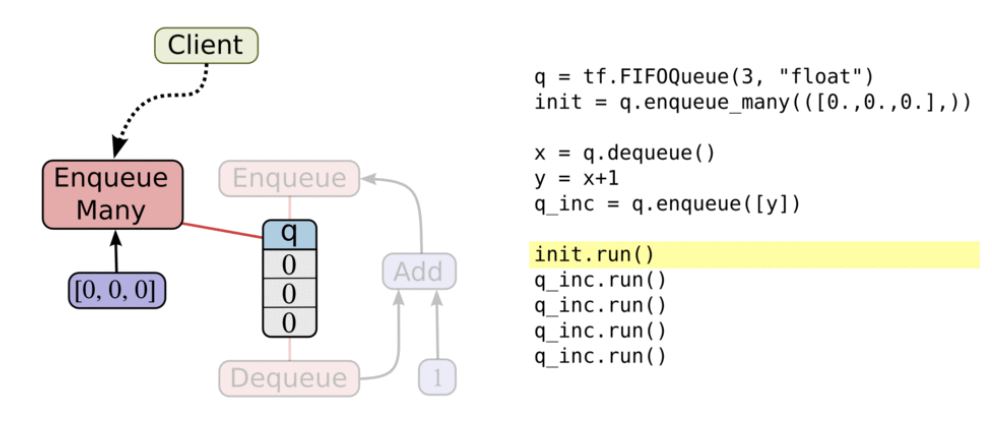 Client
Enqueue
Many
[0, 0, 0]
Enqueue
q
0
0
0
Dequeue
Add
1
q = tf.FIFOQueue(3, "float")
init = q.enqueue_many(([0.,0.,0.],))
x = q.dequeue()
y = x+1
q_inc = q.enqueue([y])
init.run()
q_inc.run()
q_inc.run()
q_inc.run()
q_inc.run()